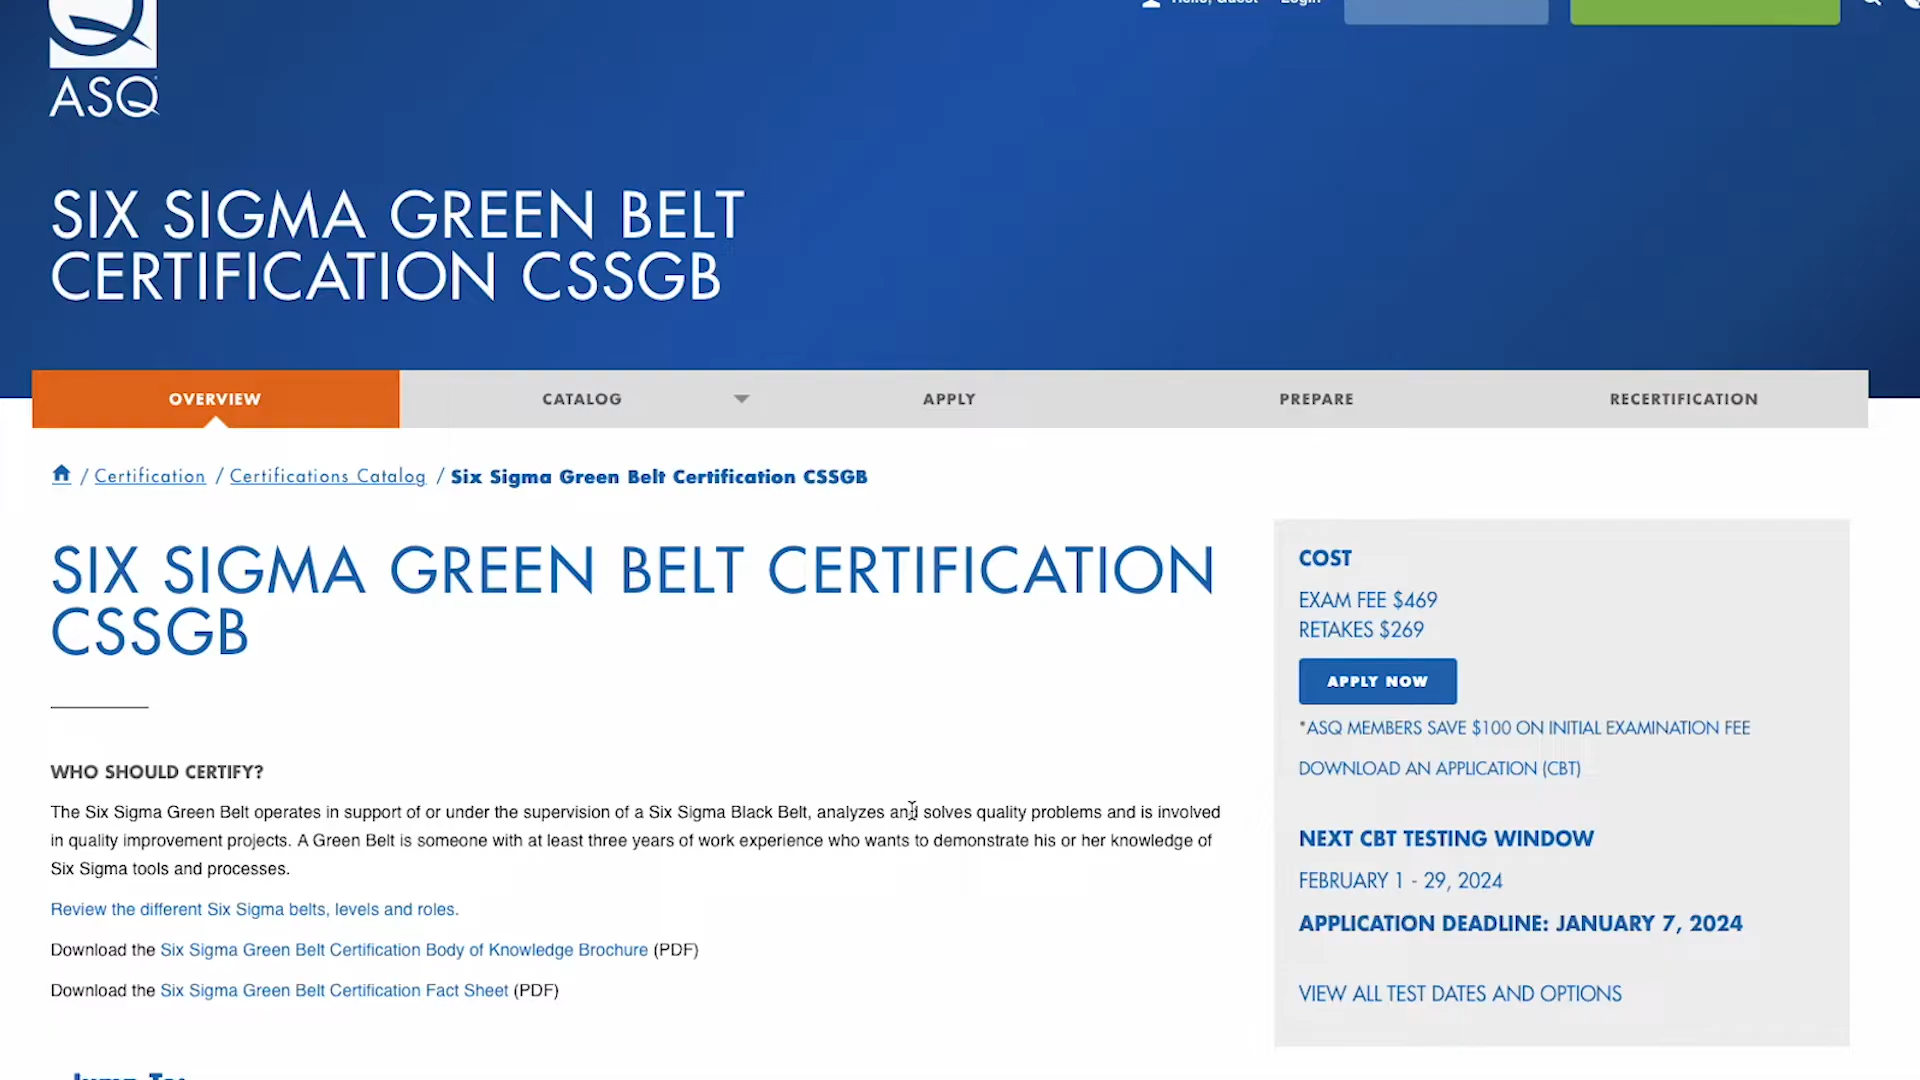 Hello, Guest Login
ASQ
SIX SIGMA GREEN BELT
CERTIFICATION CSSGB
OVERVIEW
CATALOG
APPLY
PREPARE
RECERTIFICATION
/ Certification / Certifications Catalog / Six Sigma Green Belt Certification CSSGB
SIX SIGMA GREEN BELT CERTIFICATION
CSSGB
WHO SHOULD CERTIFY?
The Six Sigma Green Belt operates in support of or under the supervision of a Six Sigma Black Belt, analyzes and solves quality problems and is involved
in quality improvement projects. A Green Belt is someone with at least three years of work experience who wants to demonstrate his or her knowledge of
Six Sigma tools and processes.
Review the different Six Sigma belts, levels and roles.
Download the Six Sigma Green Belt Certification Body of Knowledge Brochure (PDF)
Download the Six Sigma Green Belt Certification Fact Sheet (PDF)
Jump To:
COST
EXAM FEE $469
RETAKES $269
APPLY NOW
*ASQ MEMBERS SAVE $100 ON INITIAL EXAMINATION FEE
DOWNLOAD AN APPLICATION (CBT)
NEXT CBT TESTING WINDOW
FEBRUARY 1 - 29, 2024
APPLICATION DEADLINE: JANUARY 7, 2024
VIEW ALL TEST DATES AND OPTIONS